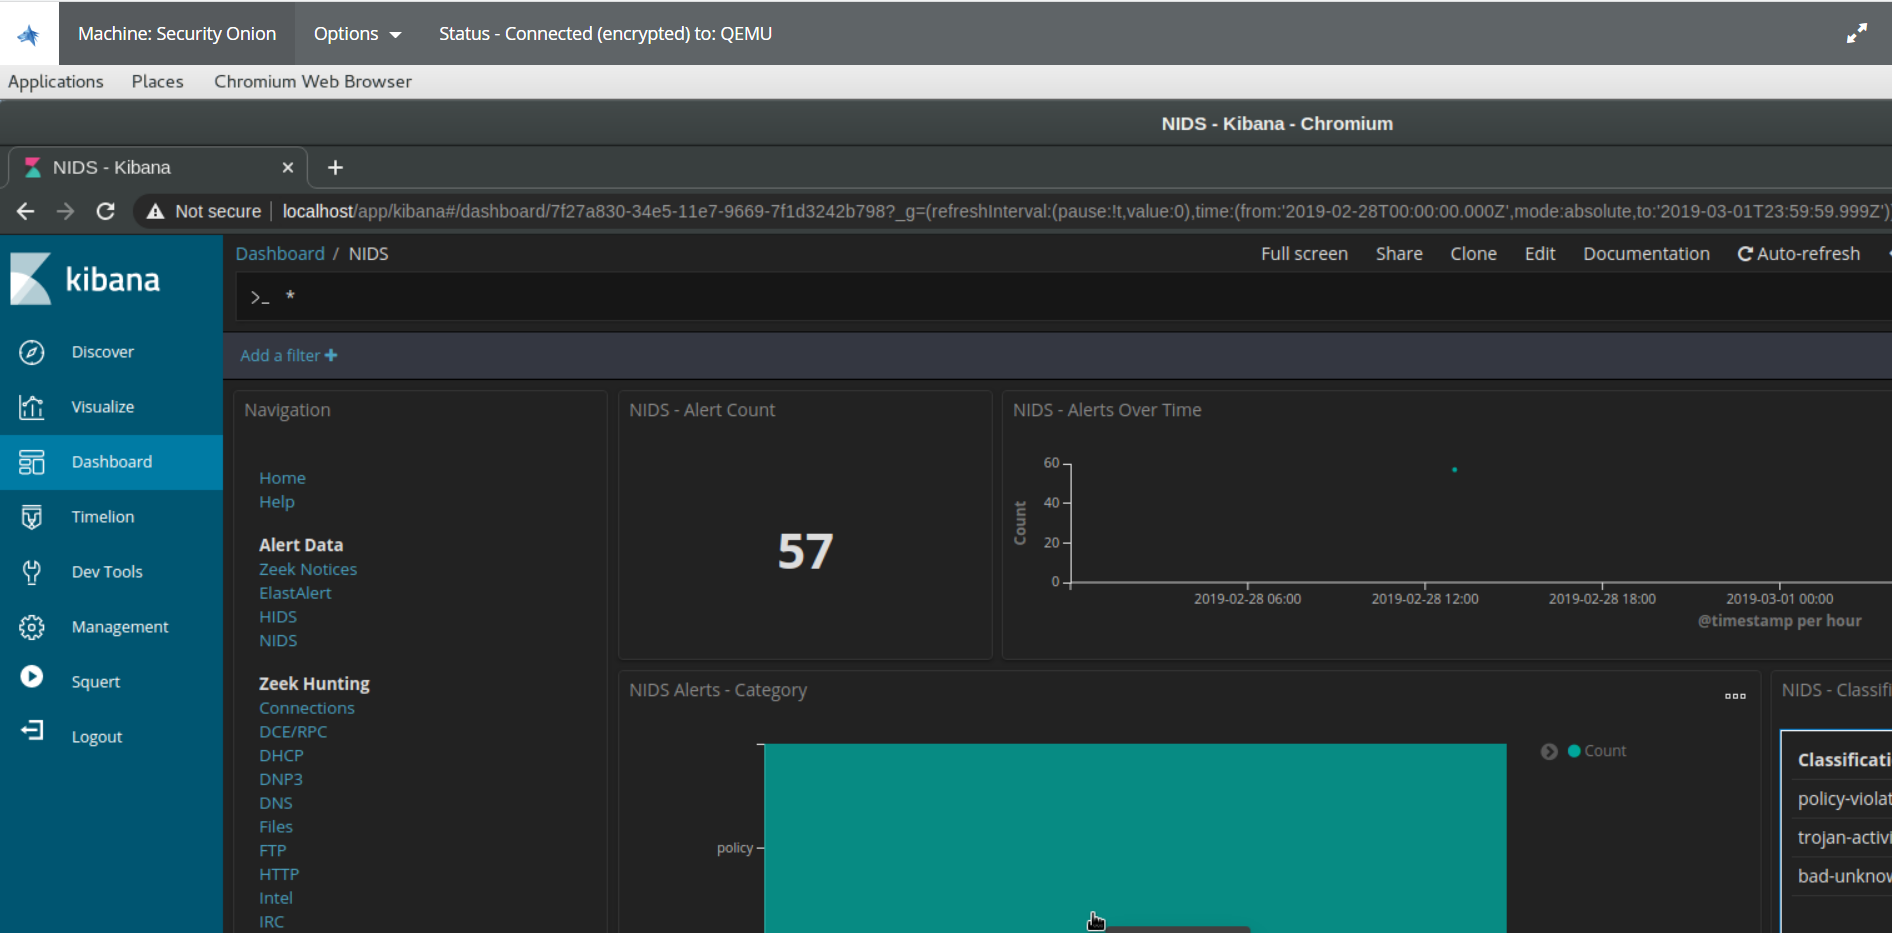 Machine: Security Onion Options Status - Connected (encrypted) to: QEMU
Applications Places Chromium Web Browser
NIDS - Kibana - Chromium
NIDS - Kibana
Not secure localhost/app/kibana#/dashboard/7f27a830-34e5-11e7-9669-7f1d3242b798?_g=(refreshInterval:(pause:!t,value:0),time:(from:'2019-02-28T00:00:00.000Z',mode:absolute,to:'2019-03-01T23:59:59.999Z')
kibana
Discover
Visualize
Dashboard
Timelion
Dev Tools
Management
Squert
Logout
Dashboard / NIDS
Full screen Share Clone Edit Documentation Auto-refresh
>_ *
Add a filter +
Navigation
Home
Help
Alert Data
Zeek Notices
ElastAlert
HIDS
NIDS
Zeek Hunting
Connections
DCE/RPC
DHCP
DNP3
DNS
Files
FTP
HTTP
Intel
IRC
NIDS - Alert Count
57
NIDS - Alerts Over Time
60
40
20
0
Count
2019-02-28 06:00 2019-02-28 12:00 2019-02-28 18:00 2019-03-01 00:00
@timestamp per hour
NIDS Alerts - Category
policy
Count
NIDS - Classifi
Classificati
policy-violat
trojan-activi
bad-unknow